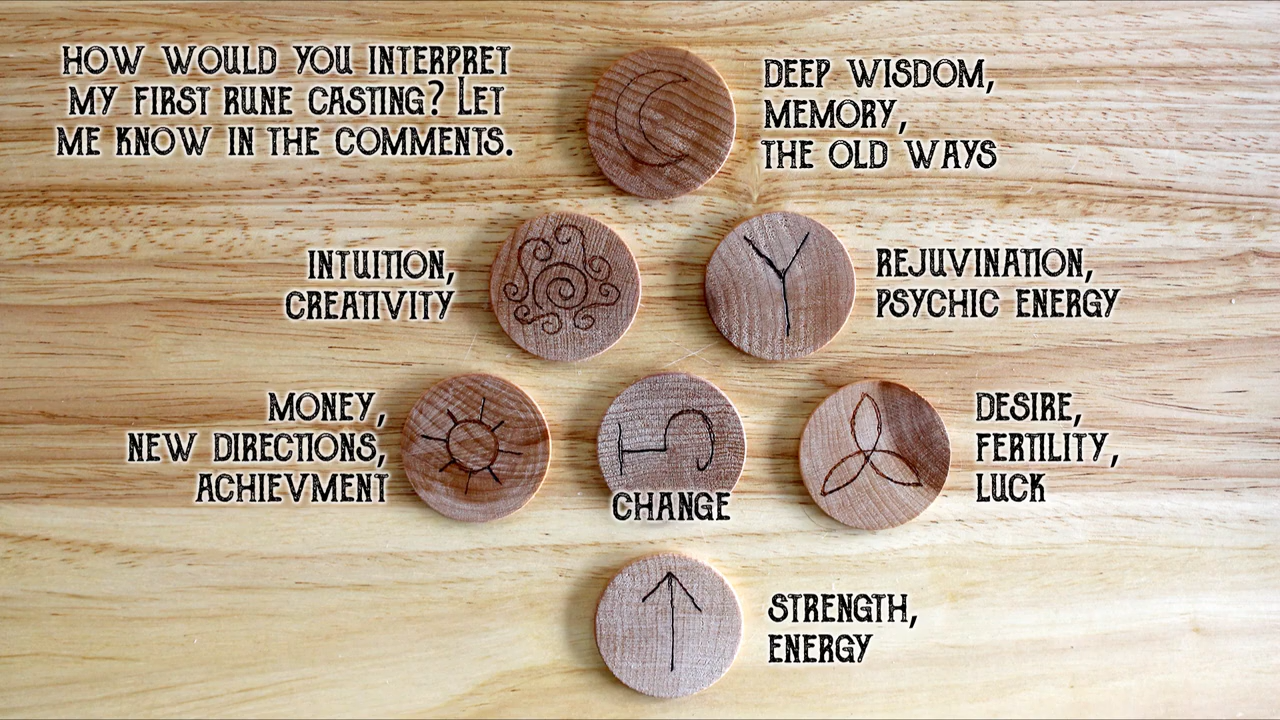 HOW WOULD YOU INTERPRET
MY FIRST RUNE CASTING? LET
ME KNOW IN THE COMMENTS.
DEEP WISDOM,
MEMORY,
THE OLD WAYS
INTUITION,
CREATIVITY
REJUVINATION,
PSYCHIC ENERGY
MONEY,
NEW DIRECTIONS,
ACHIEVMENT
CHANGE
DESIRE,
FERTILITY,
LUCK
STRENGTH,
ENERGY